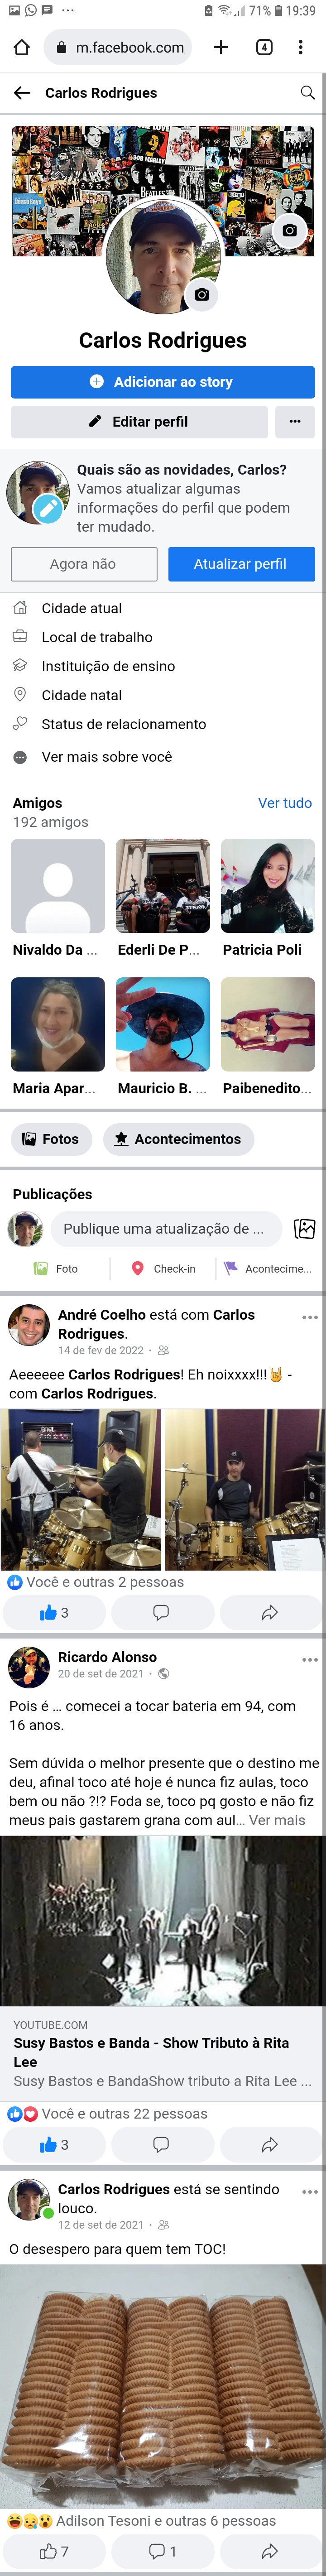 71% 19:39
m.facebook.com
4
Carlos Rodrigues
Beach Boys
Carlos Rodrigues
Adicionar ao story
Editar perfil
Quais são as novidades, Carlos?
Vamos atualizar algumas
informações do perfil que podem
ter mudado.
Agora não
Atualizar perfil
Cidade atual
Local de trabalho
Instituição de ensino
Cidade natal
Status de relacionamento
Ver mais sobre você
Amigos
Ver tudo
192 amigos
Nivaldo Da ...
Ederli De P...
Patricia Poli
Maria Apar...
Mauricio B. ...
Paibenedito...
Fotos
Acontecimentos
Publicações
Publique uma atualização de ...
Foto
Check-in
Acontecime...
André Coelho está com Carlos
Rodrigues.
14 de fev de 2022 ·
Aeeeeee Carlos Rodrigues! Eh noixxxx!!!🤘 -
com Carlos Rodrigues.
Você e outras 2 pessoas
3
Ricardo Alonso
20 de set de 2021 ·
Pois é ... comecei a tocar bateria em 94, com
16 anos.
Sem dúvida o melhor presente que o destino me
deu, afinal toco até hoje é nunca fiz aulas, toco
bem ou não ?!? Foda se, toco pq gosto e não fiz
meus pais gastarem grana com aul... Ver mais
YOUTUBE.COM
Susy Bastos e Banda - Show Tributo à Rita
Lee
Susy Bastos e BandaShow tributo a Rita Lee ...
Você e outras 22 pessoas
3
Carlos Rodrigues está se sentindo
louco.
12 de set de 2021 ·
O desespero para quem tem TOC!
Adilson Tesoni e outras 6 pessoas
7
1